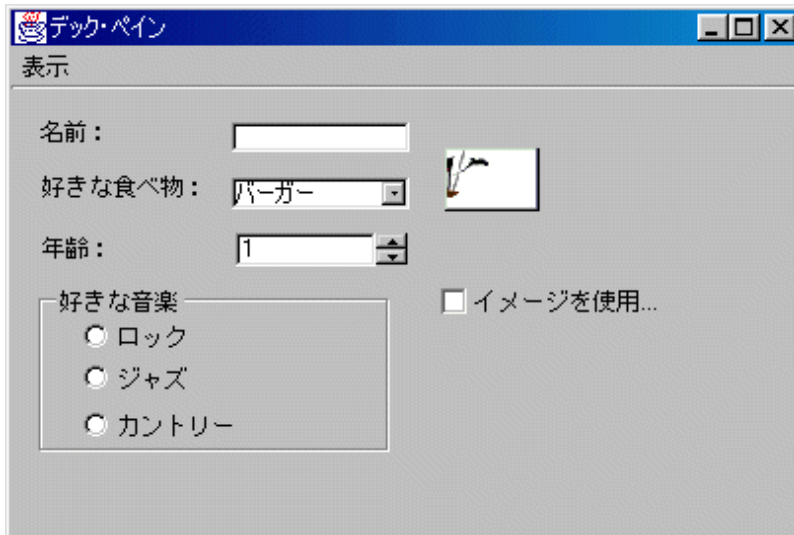 デック・ペイン
表示
名前：
好きな食べ物：
バーガー
年齢：
1
好きな音楽
イメージを使用...
ロック
ジャズ
カントリー